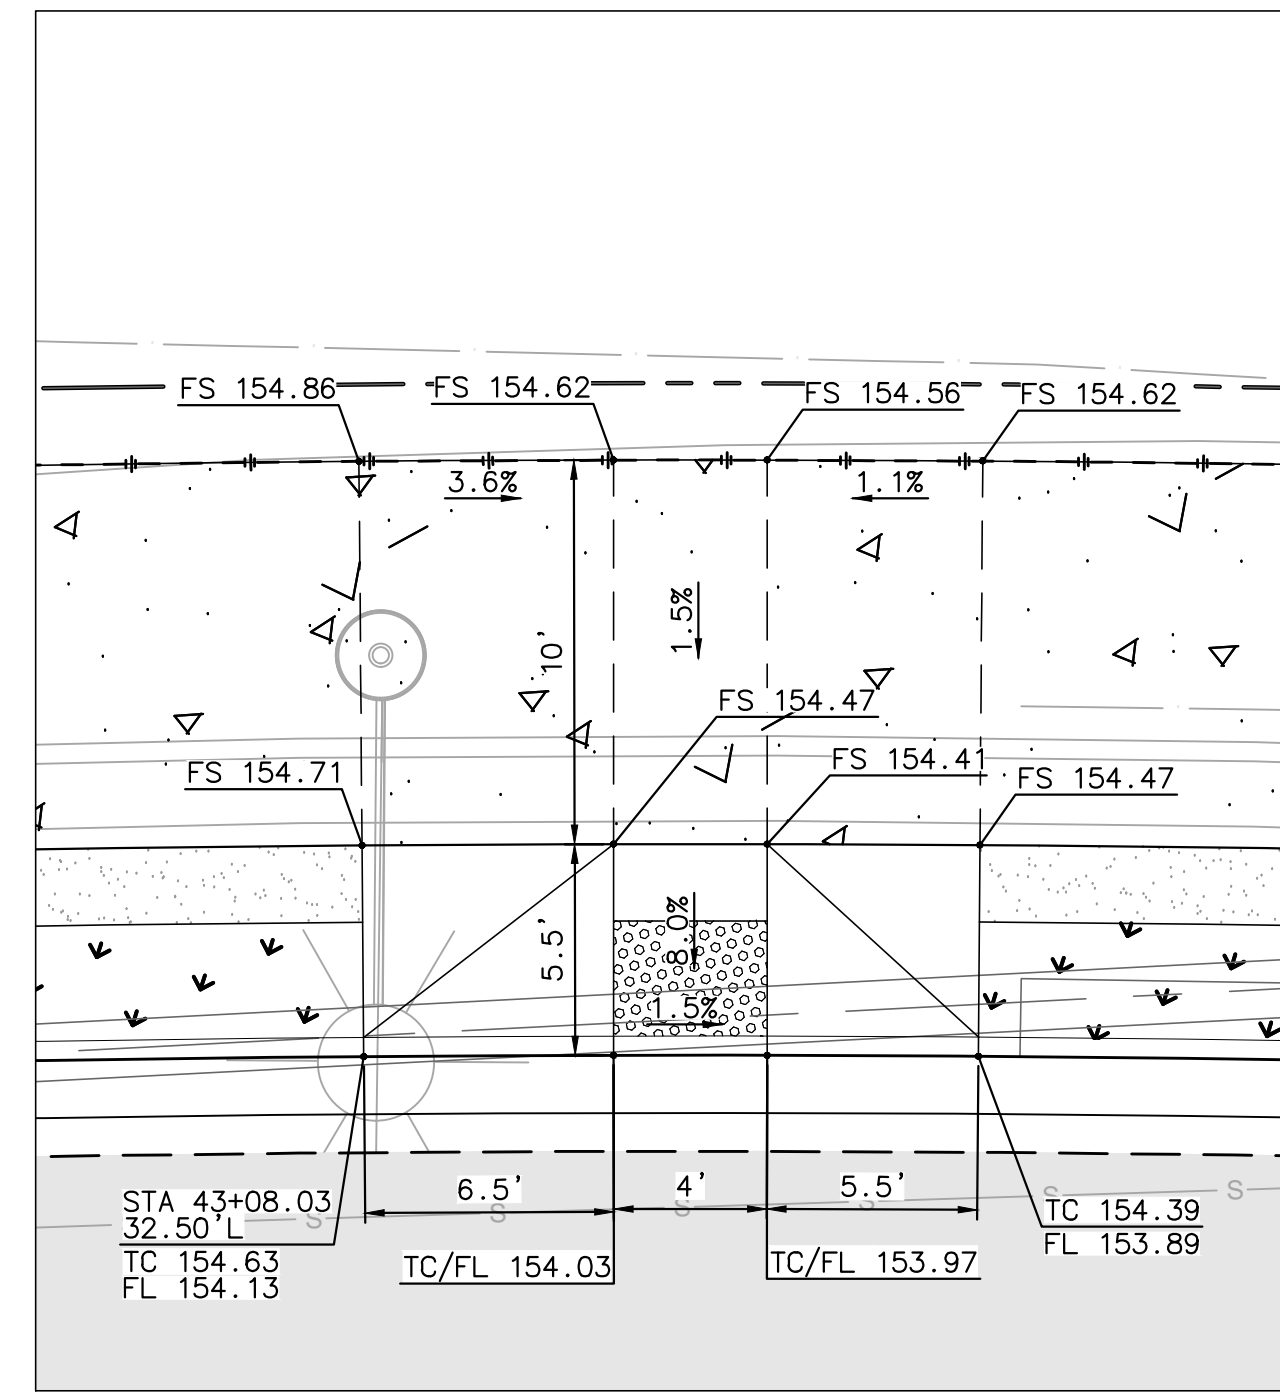 FS 154.86
FS 154.62
FS 154.56
FS 154.62
3.6%
1.1%
1.5%
10'
FS 154.47
FS 154.41
FS 154.71
FS 154.47
8.0%
5.5'
1.5%
6.5'
4'
5.5'
S
S
S
S
S
S
STA 43+08.03
32.50'L
TC 154.63
FL 154.13
TC/FL 154.03
TC/FL 153.97
TC 154.39
FL 153.89